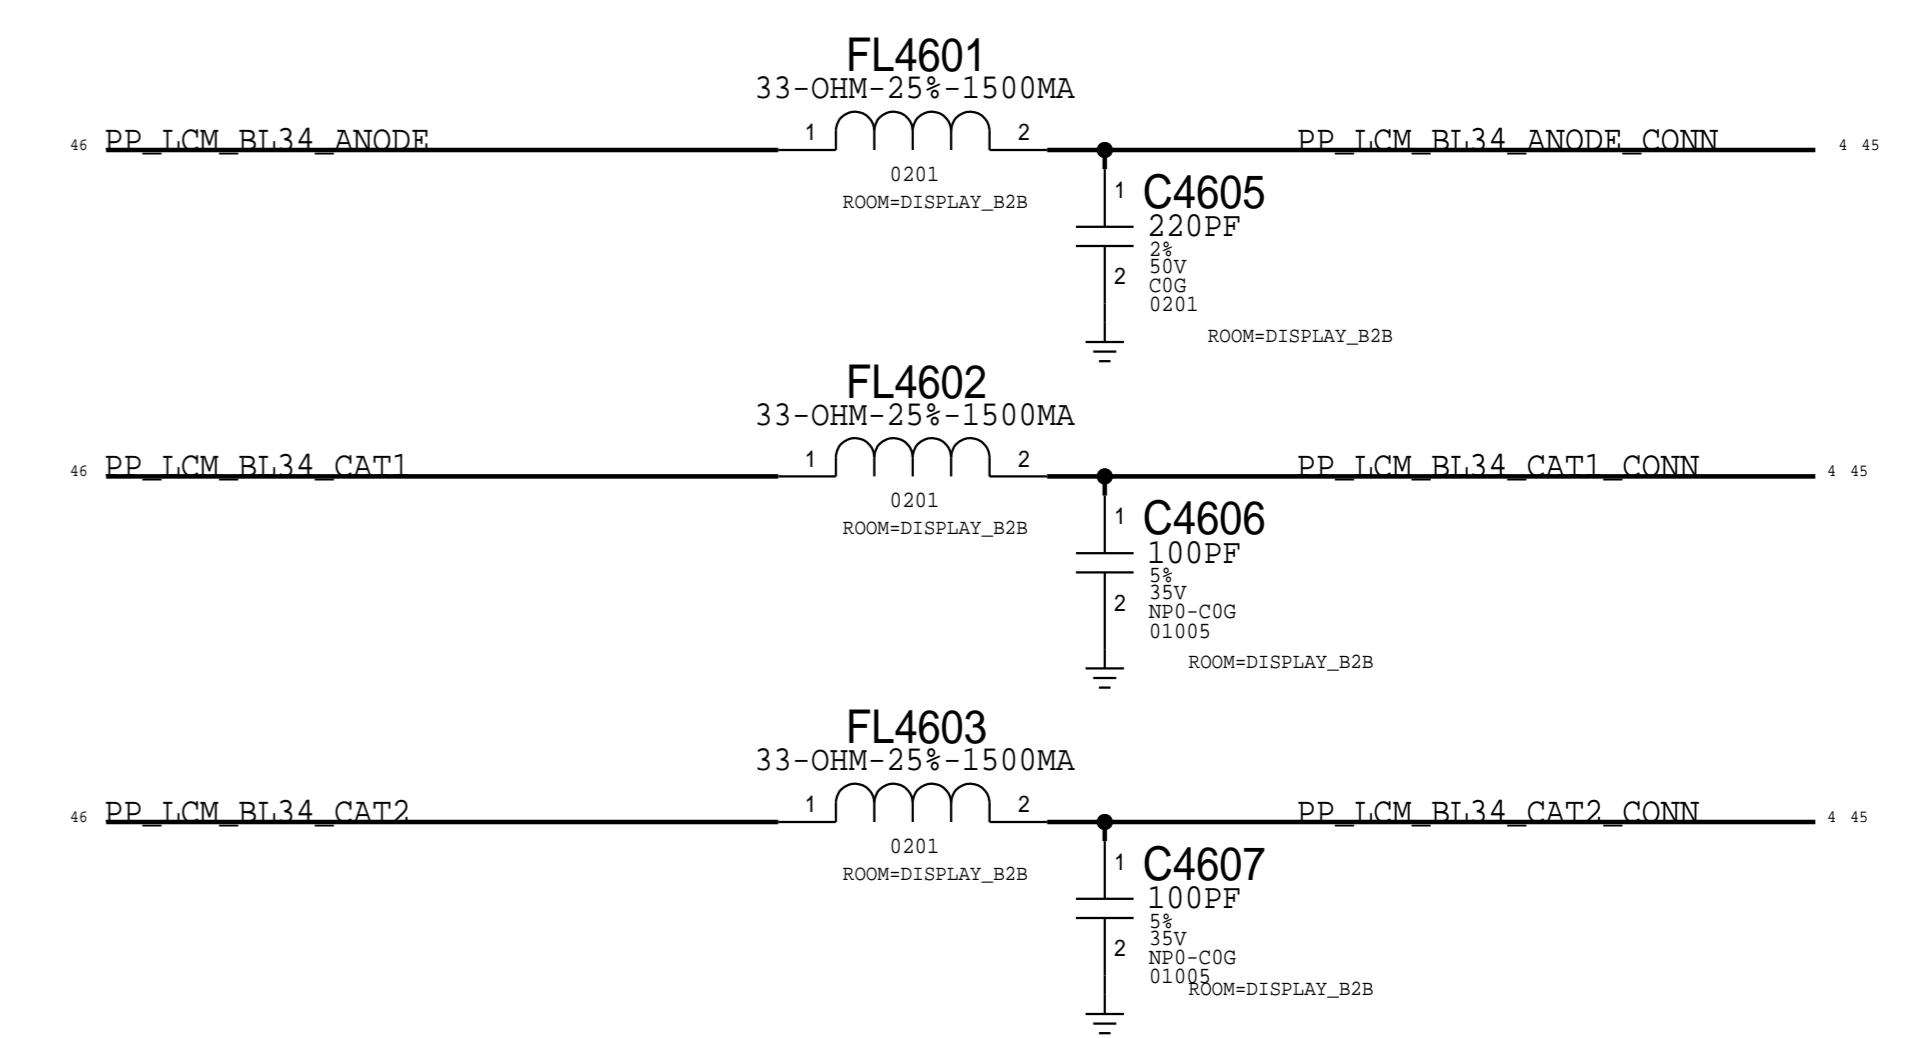 FL4601
33-OHM-25%-1500MA
46 PP_LCM_BL34_ANODE 1 2 PP_LCM_BL34_ANODE_CONN 4 45
0201
ROOM=DISPLAY_B2B
1 C4605
220PF
2%
50V
2 C0G
0201
ROOM=DISPLAY_B2B
FL4602
33-OHM-25%-1500MA
46 PP_LCM_BL34_CAT1 1 2 PP_LCM_BL34_CAT1_CONN 4 45
0201
ROOM=DISPLAY_B2B
1 C4606
100PF
5%
35V
2 NP0-C0G
01005
ROOM=DISPLAY_B2B
FL4603
33-OHM-25%-1500MA
46 PP_LCM_BL34_CAT2 1 2 PP_LCM_BL34_CAT2_CONN 4 45
0201
ROOM=DISPLAY_B2B
1 C4607
100PF
5%
35V
2 NP0-C0G
01005
ROOM=DISPLAY_B2B